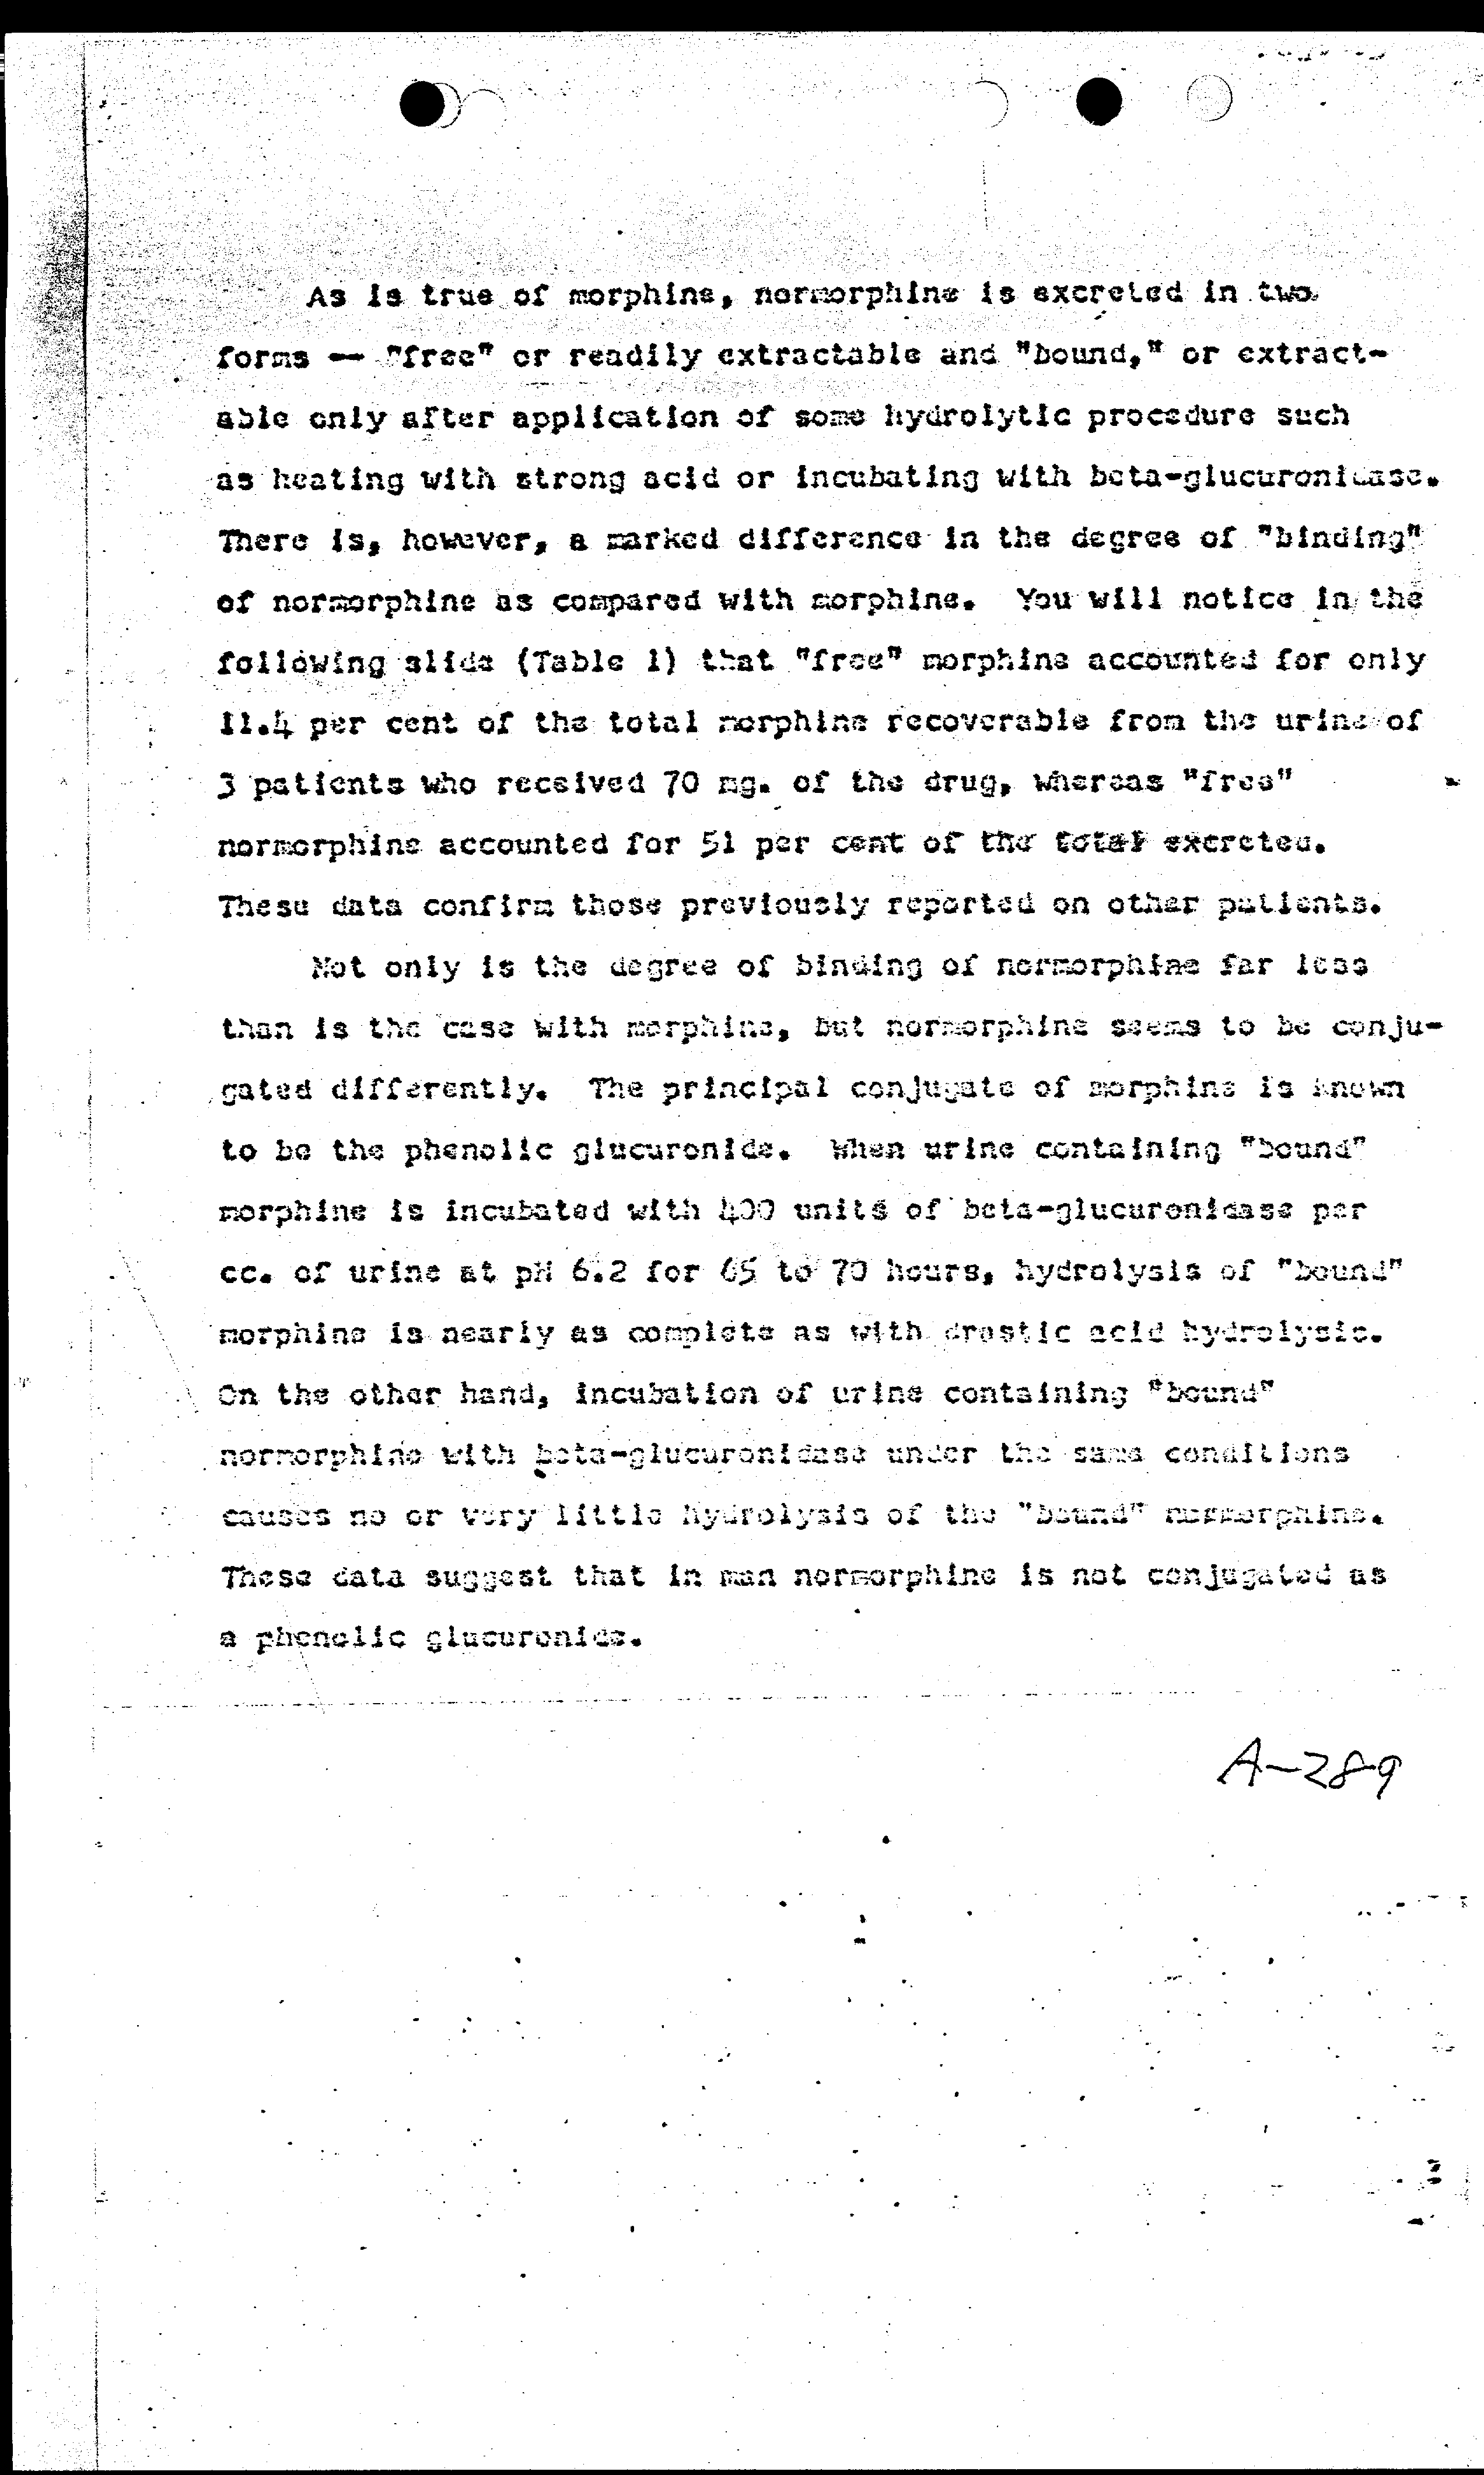 As is true of morphine, normorphine is excreted in two
forms — "free" or readily extractable and "bound," or extract-
able only after application of some hydrolytic procedure such
as heating with strong acid or incubating with beta-glucuronidase.
There is, however, a marked difference in the degree of "binding"
of normorphine as compared with morphine. You will notice in the
following slide (Table 1) that "free" morphine accounted for only
11.4 per cent of the total morphine recoverable from the urine of
3 patients who received 70 mg. of the drug, whereas "free"
normorphine accounted for 51 per cent of the total excreted.
These data confirm those previously reported on other patients.
Not only is the degree of binding of normorphine far less
than is the case with morphine, but normorphine seems to be conju-
gated differently. The principal conjugate of morphine is known
to be the phenolic glucuronide. When urine containing "bound"
morphine is incubated with 400 units of beta-glucuronidase per
cc. of urine at pH 6.2 for 65 to 70 hours, hydrolysis of "bound"
morphine is nearly as complete as with drastic acid hydrolysis.
On the other hand, incubation of urine containing "bound"
normorphine with beta-glucuronidase under the same conditions
causes no or very little hydrolysis of the "bound" normorphine.
These data suggest that in man normorphine is not conjugated as
a phenolic glucuronide.
A-289